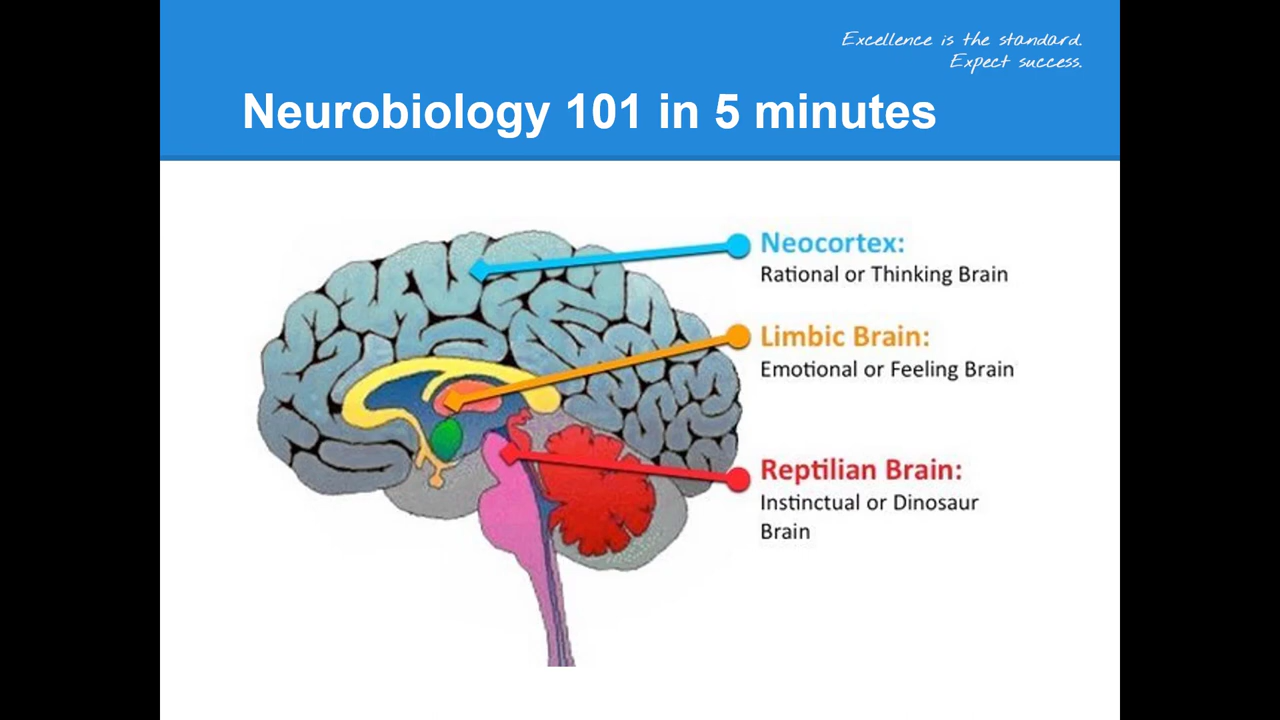 Excellence is the standard.
Expect success.
Neurobiology 101 in 5 minutes
Neocortex:
Rational or Thinking Brain
Limbic Brain:
Emotional or Feeling Brain
Reptilian Brain:
Instinctual or Dinosaur
Brain